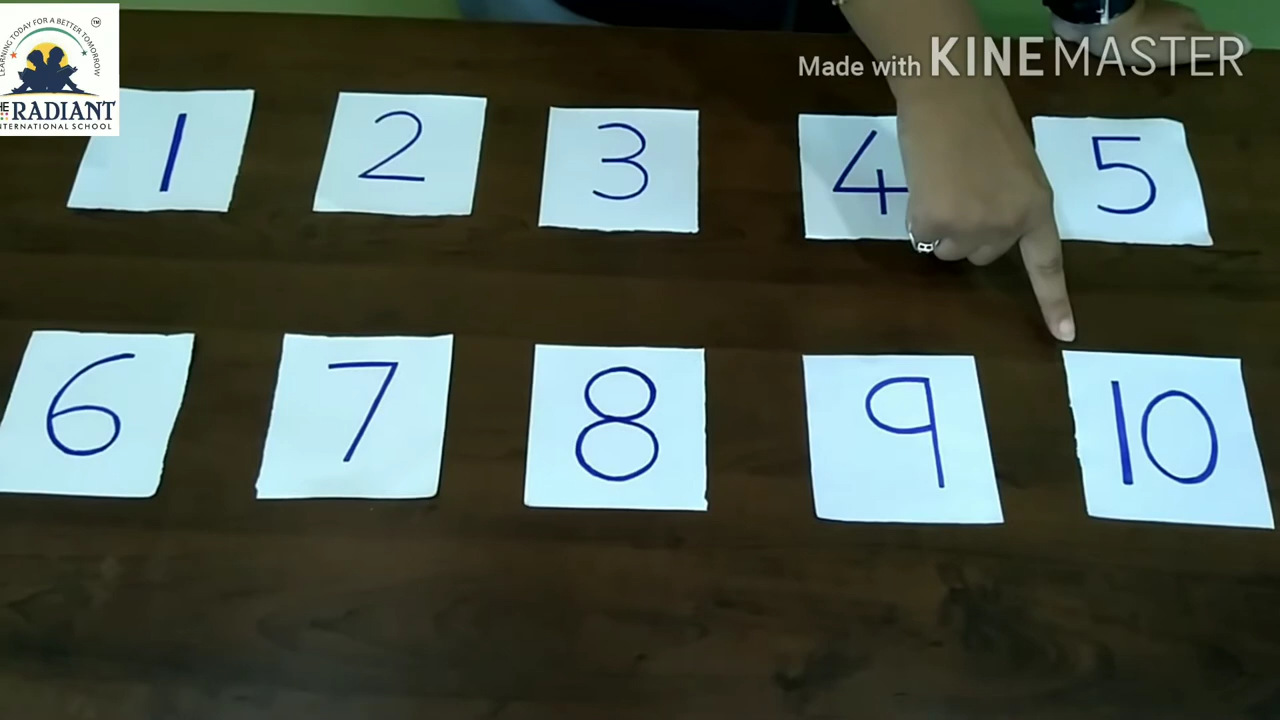 LEARNING TODAY FOR A BETTER TOMORROW
TM
THE RADIANT
INTERNATIONAL SCHOOL
Made with KINEMASTER
1 2 3 4 5
6 7 8 9 10